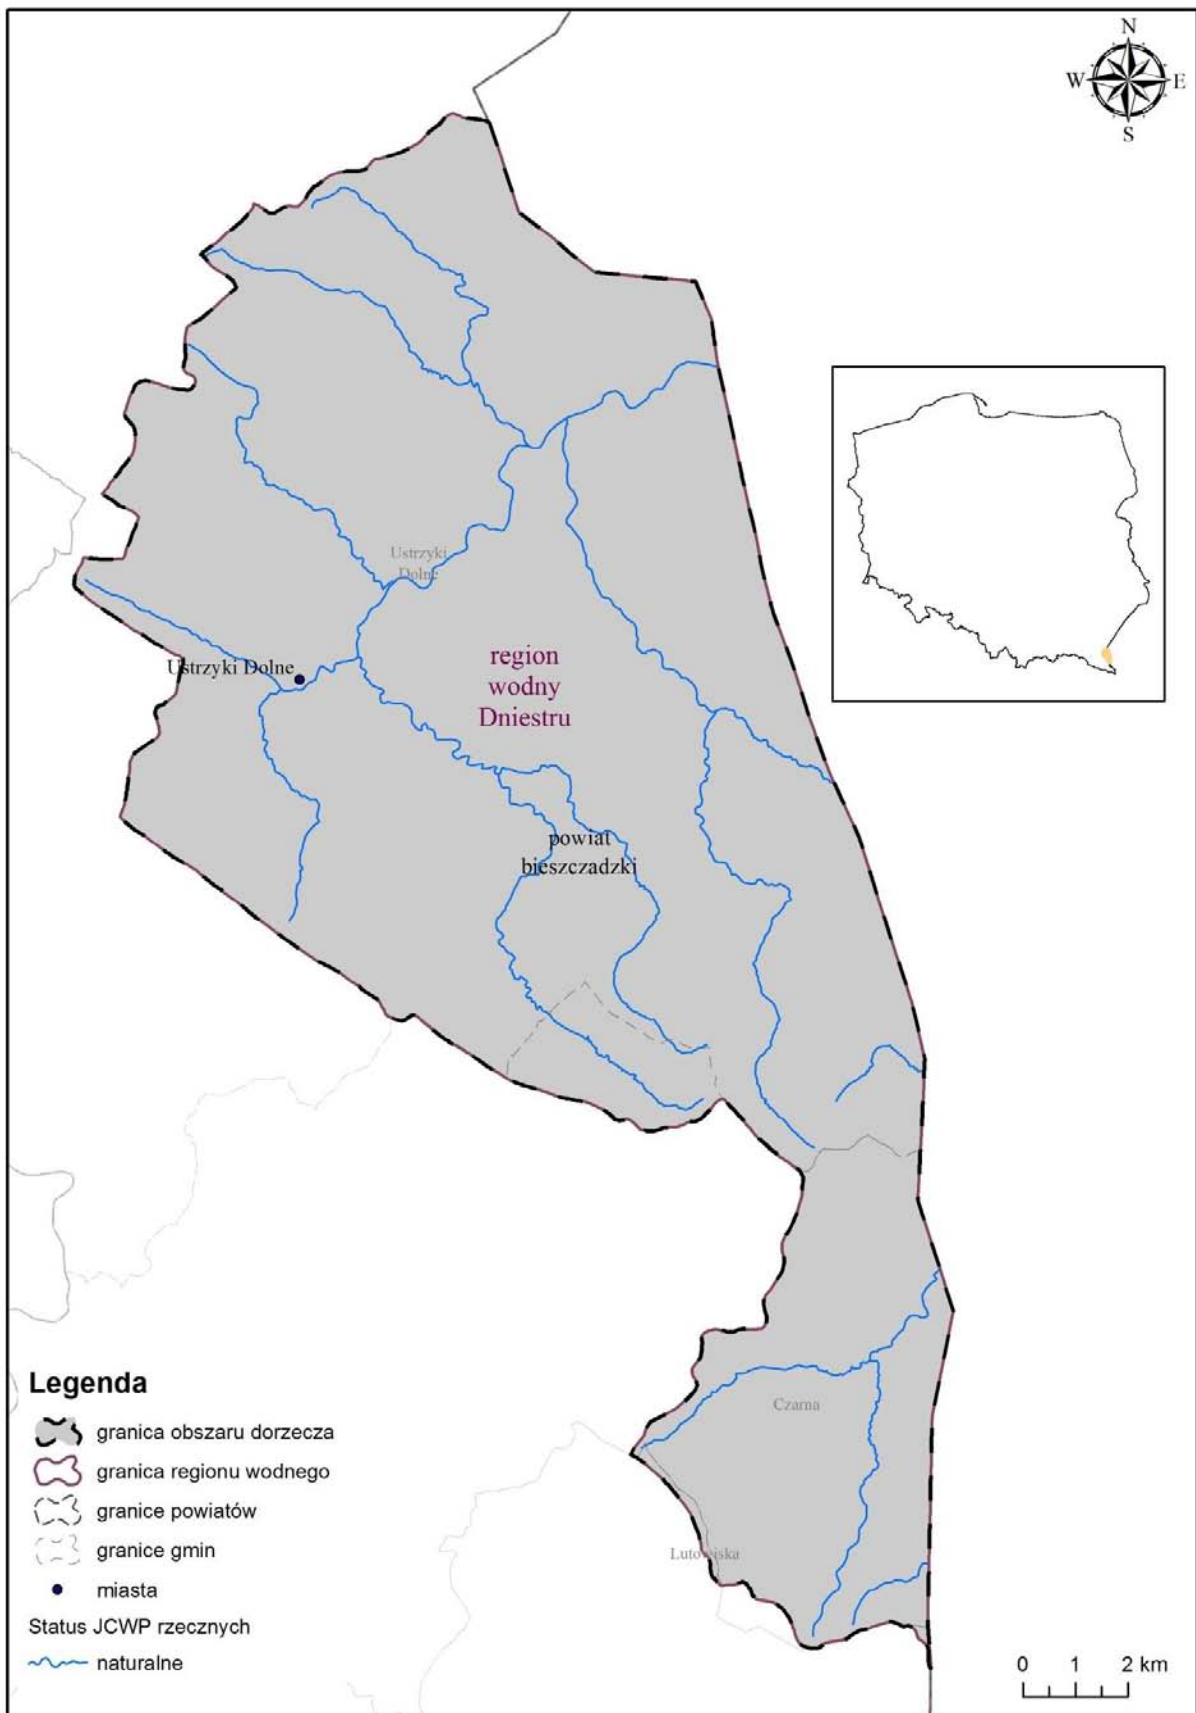 N
W E
S
Ustrzyki
Dolne
Ustrzyki Dolne
region
wodny
Dniestru
powiat
bieszczadzki
Czarna
Lutowiska
Legenda
granica obszaru dorzecza
granica regionu wodnego
granice powiatów
granice gmin
miasta
Status JCWP rzecznych
naturalne
0 1 2 km